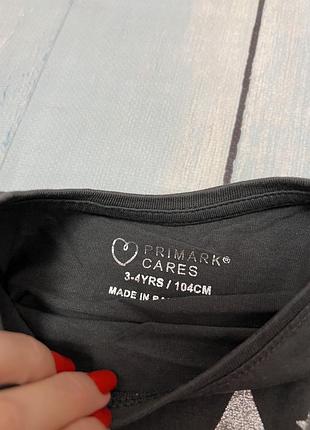 PRIMARK®
CARES
3-4YRS / 104CM
MADE IN